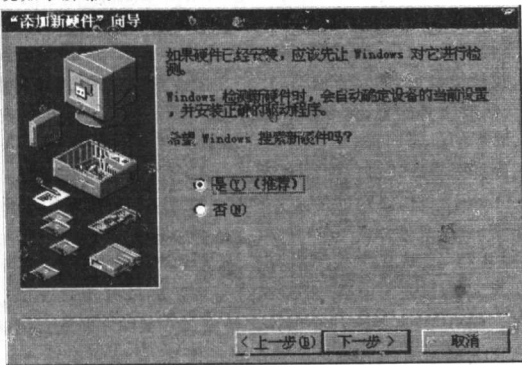 “添加新硬件”向导
如果硬件已经安装，应该先让 Windows 对它进行检
测。
Windows 检测新硬件时，会自动确定设备的当前设置
，并安装正确的驱动程序。
希望 Windows 搜索新硬件吗?
是(Y) (推荐)
否(N)
< 上一步(B)
下一步 >
取消